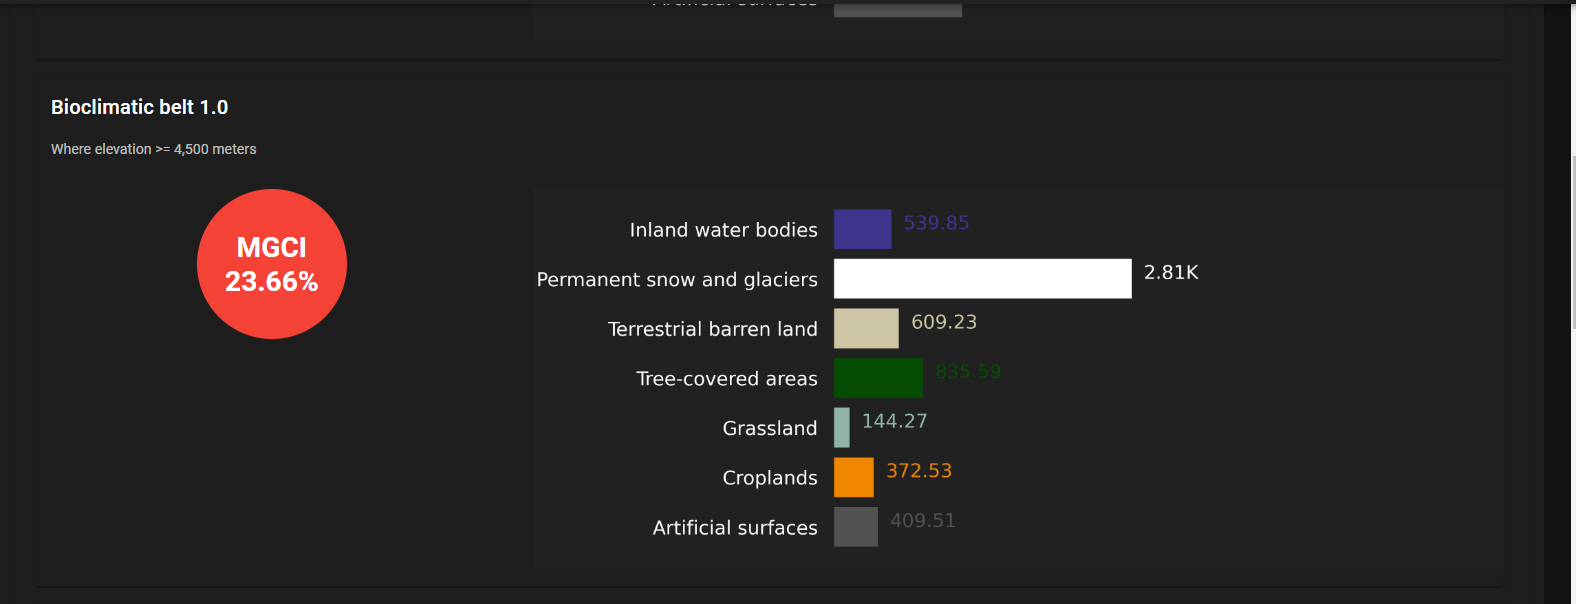 Artificial surfaces
Bioclimatic belt 1.0
Where elevation >= 4,500 meters
MGCI
23.66%
Inland water bodies 539.85
Permanent snow and glaciers 2.81K
Terrestrial barren land 609.23
Tree-covered areas 835.59
Grassland 144.27
Croplands 372.53
Artificial surfaces 409.51